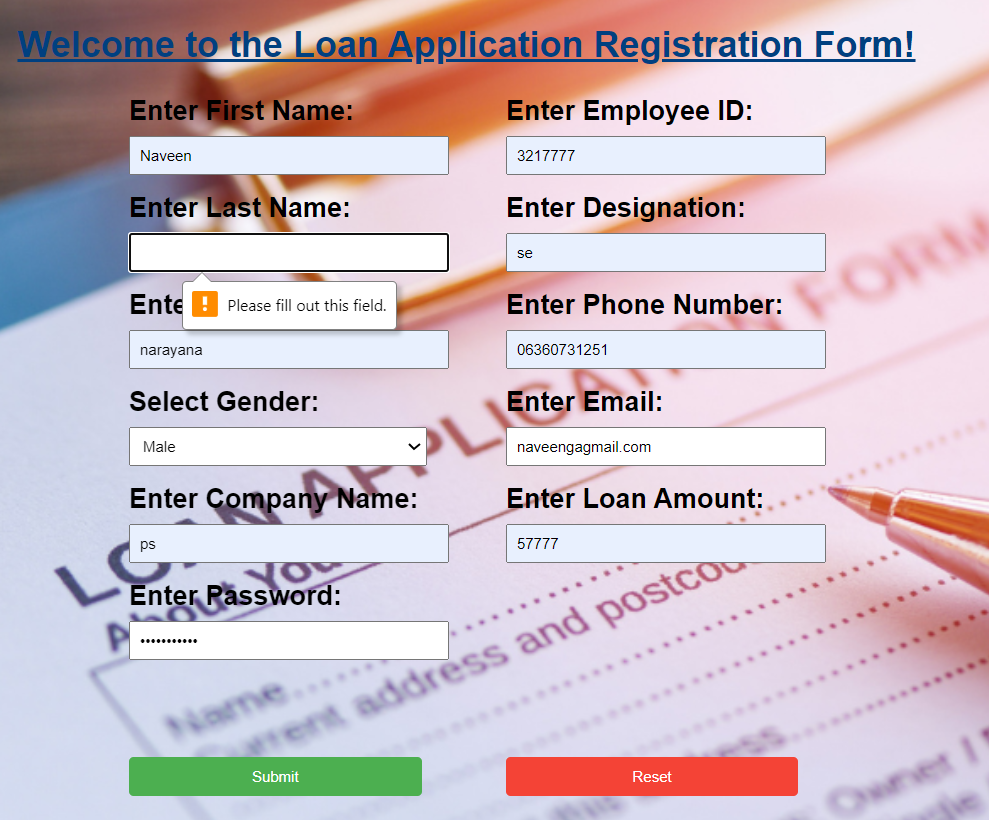 Welcome to the Loan Application Registration Form!
Enter First Name:
Naveen
Enter Last Name:
Please fill out this field.
narayana
Select Gender:
Male
Enter Company Name:
ps
Enter Password:
•••••••••••
Enter Employee ID:
3217777
Enter Designation:
se
Enter Phone Number:
06360731251
Enter Email:
naveengagmail.com
Enter Loan Amount:
57777
Submit
Reset
LOAN APPLICATION FORM
About You
Name
Current address and postcode